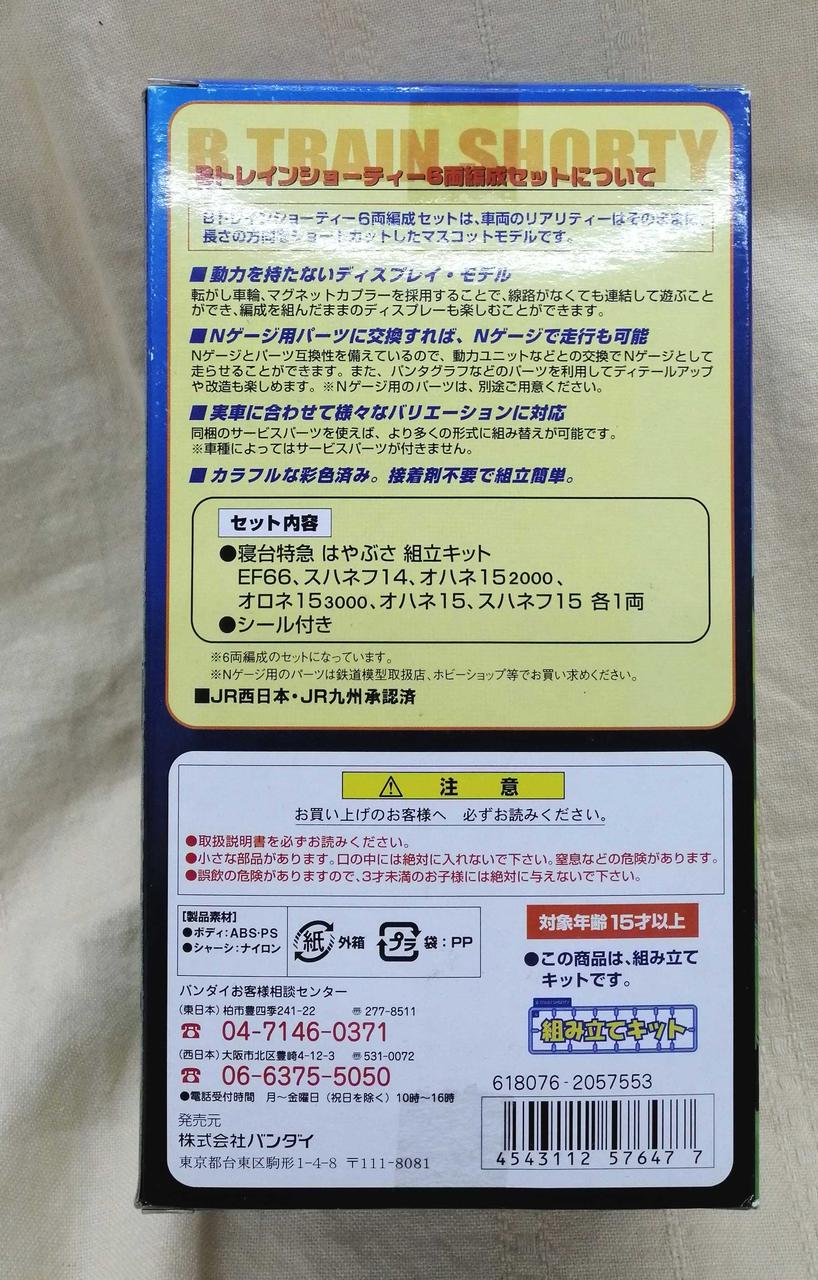 B TRAIN SHORTY
Bトレインショーティー6両編成セットについて
Bトレインショーティー6両編成セットは、車両のリアリティーはそのままに、
長さの方向をショートカットしたマスコットモデルです。
■動力を持たないディスプレイ・モデル
転がし車輪、マグネットカプラーを採用することで、線路がなくても連結して遊ぶこと
ができ、編成を組んだままのディスプレーも楽しむことができます。
■Nゲージ用パーツに交換すれば、Nゲージで走行も可能
Nゲージとパーツ互換性を備えているので、動力ユニットなどとの交換でNゲージとして
走らせることができます。また、パンタグラフなどのパーツを利用してディテールアップ
や改造も楽しめます。※Nゲージ用のパーツは、別途ご用意ください。
■実車に合わせて様々なバリエーションに対応
同梱のサービスパーツを使えば、より多くの形式に組み替えが可能です。
※車種によってはサービスパーツが付きません。
■カラフルな彩色済み。接着剤不要で組立簡単。
セット内容
●寝台特急 はやぶさ 組立キット
EF66、スハネフ14、オハネ152000、
オロネ153000、オハネ15、スハネフ15 各1両
●シール付き
※6両編成のセットになっています。
※Nゲージ用のパーツは鉄道模型取扱店、ホビーショップ等でお買い求めください。
■JR西日本・JR九州承認済
⚠ 注 意
お買い上げのお客様へ 必ずお読みください。
●取扱説明書を必ずお読みください。
●小さな部品があります。口の中には絶対に入れないで下さい。窒息などの危険があります。
●誤飲の危険がありますので、3才未満のお子様には絶対に与えないで下さい。
[製品素材]
●ボディ：ABS・PS
●シャーシ：ナイロン
紙 外箱 プラ 袋：PP
対象年齢15才以上
●この商品は、組み立て
キットです。
B TRAIN SHORTY
組み立てキット
バンダイお客様相談センター
(東日本) 柏市豊四季241-22 〠277-8511
☎ 04-7146-0371
(西日本) 大阪市北区豊崎4-12-3 〠531-0072
☎ 06-6375-5050
●電話受付時間 月〜金曜日（祝日を除く）10時〜16時
発売元
株式会社バンダイ
東京都台東区駒形1-4-8 〒111-8081
618076-2057553
4543112 57647 7